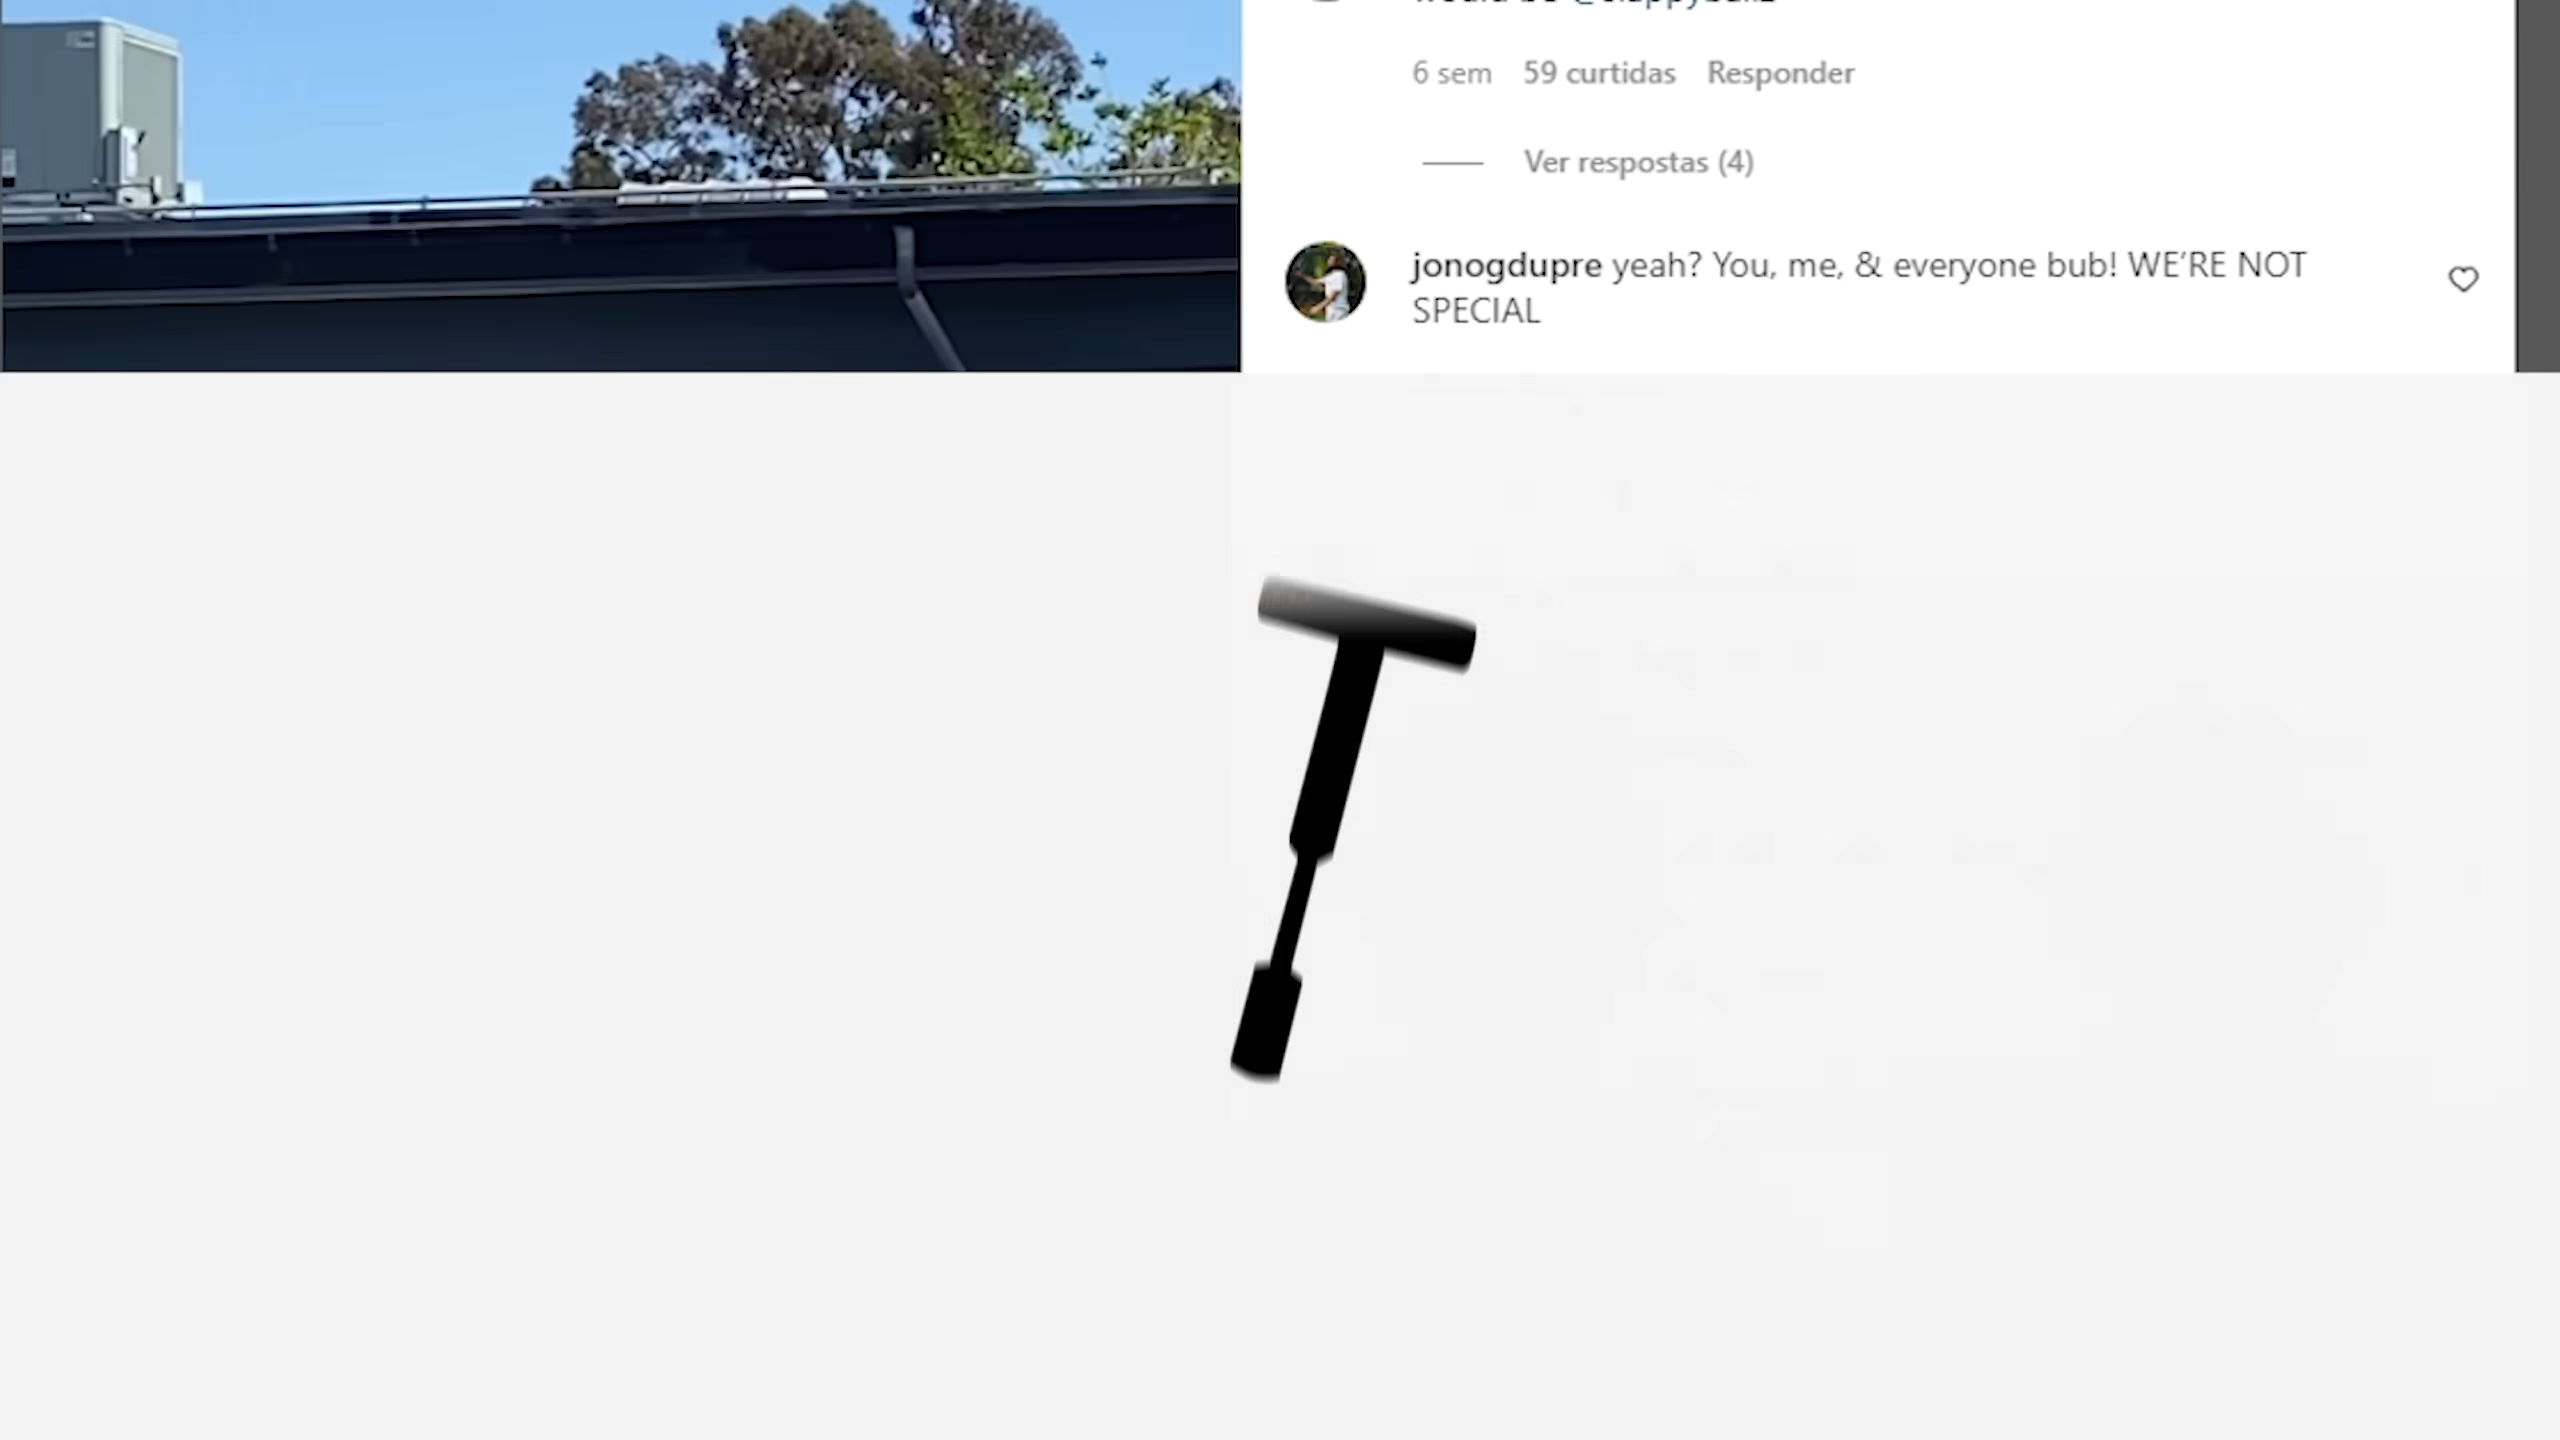 6 sem 59 curtidas Responder
Ver respostas (4)
jonogdupre yeah? You, me, & everyone bub! WE’RE NOT
SPECIAL